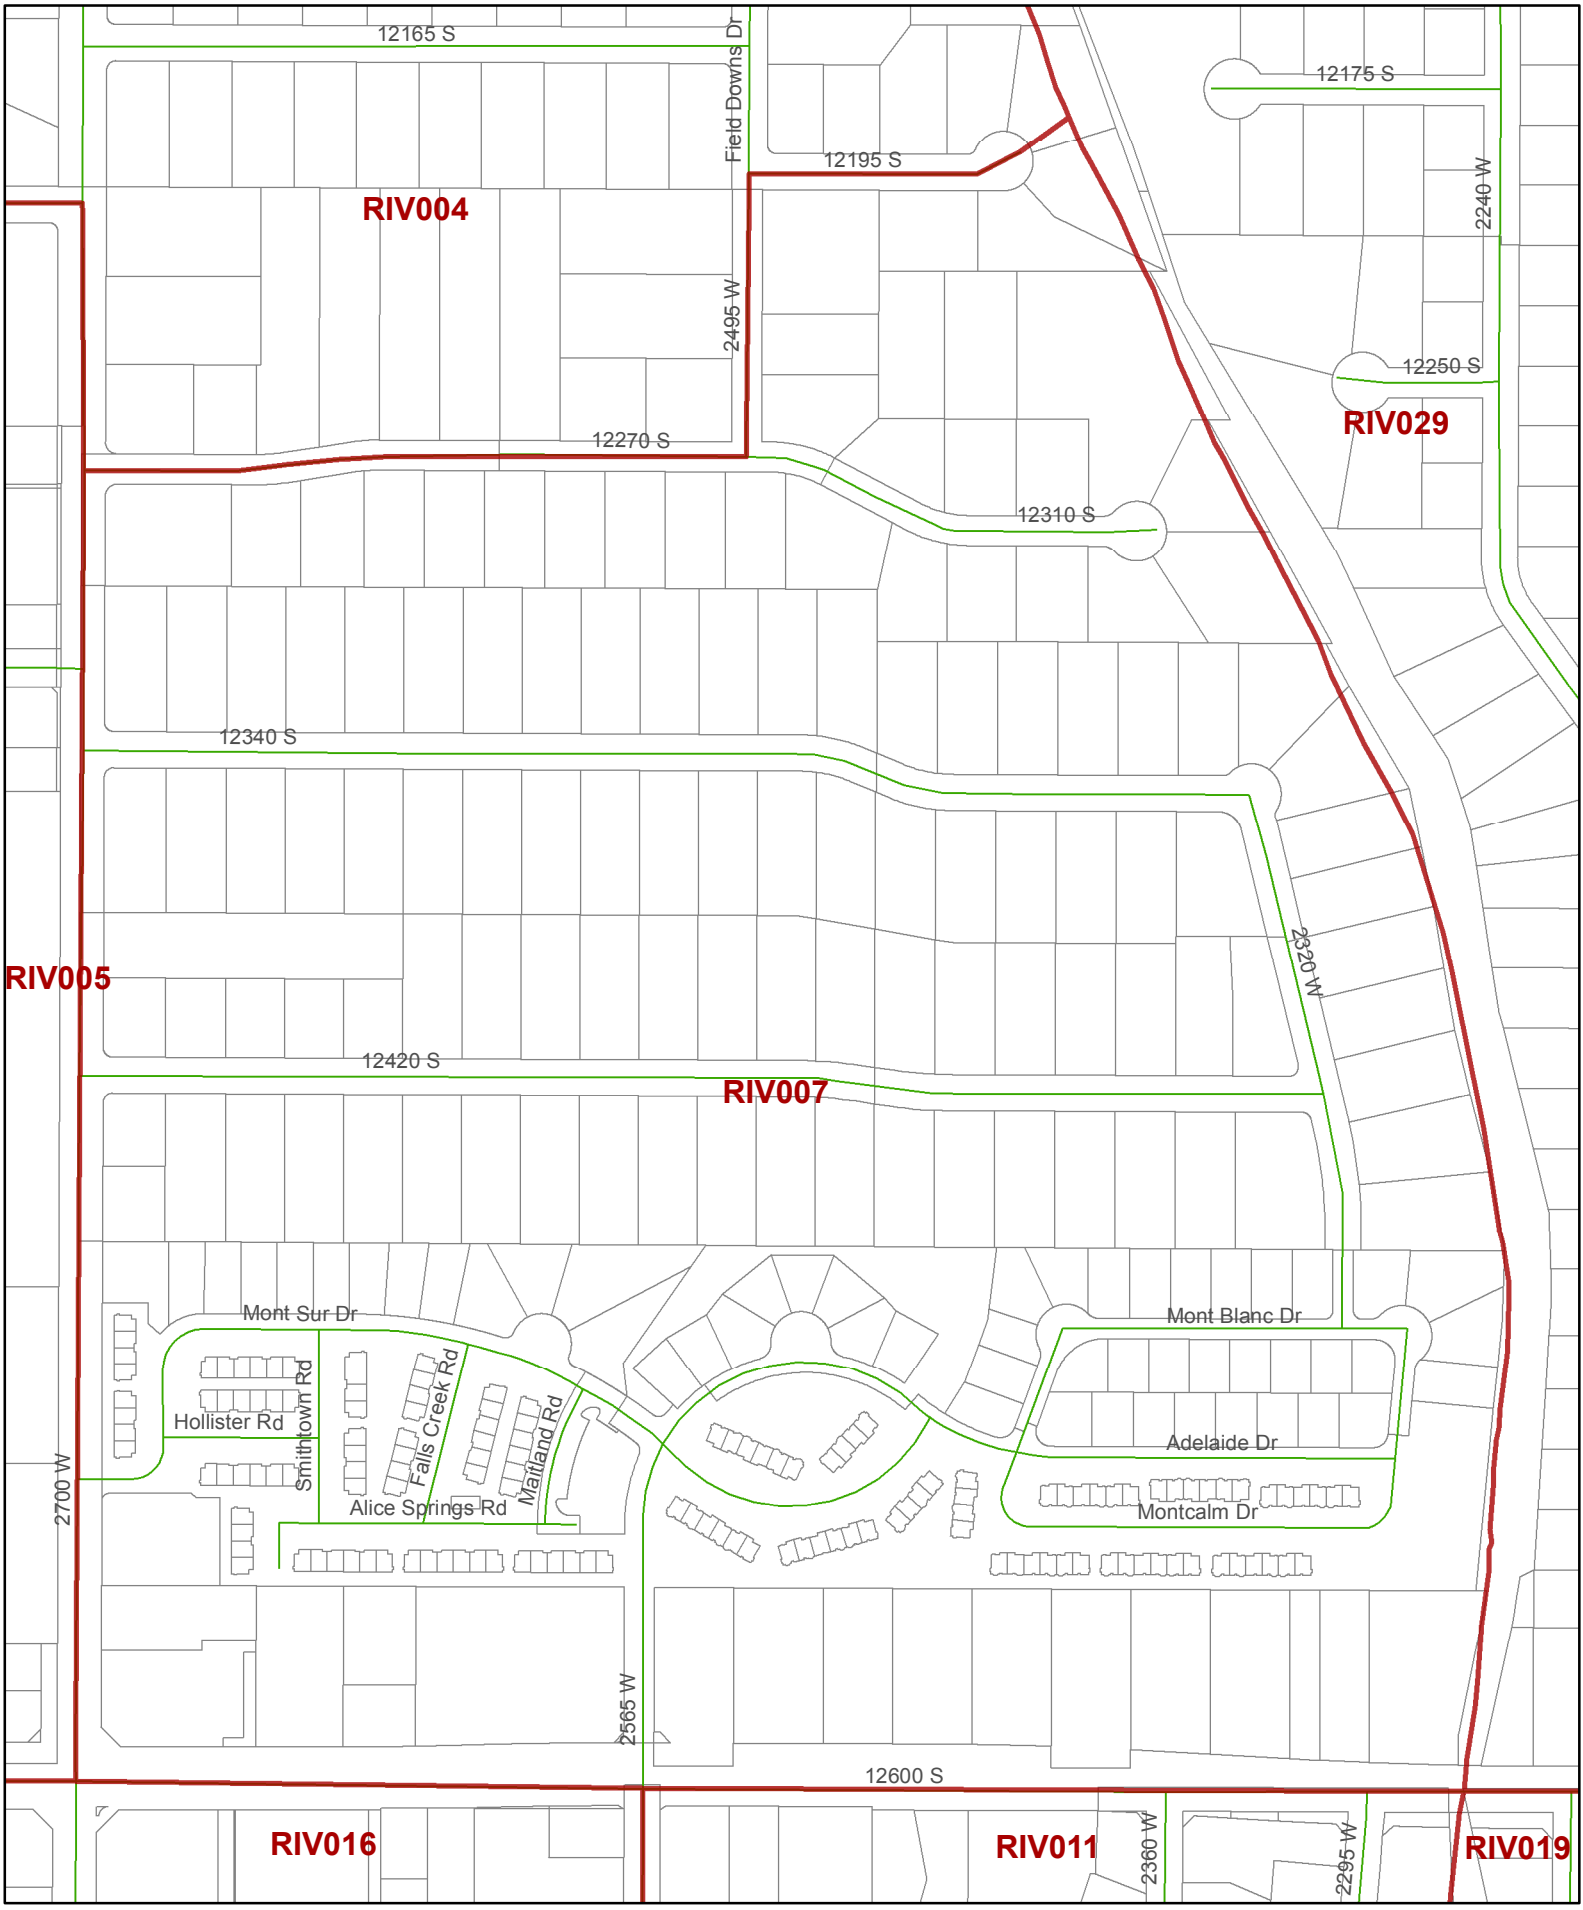 12165 S
Field Downs Dr
12175 S
12195 S
2240 W
RIV004
2495 W
12250 S
RIV029
12270 S
12310 S
12340 S
2320 W
RIV005
12420 S
RIV007
Mont Sur Dr
Mont Blanc Dr
Smithtown Rd
Falls Creek Rd
Maitland Rd
Hollister Rd
Adelaide Dr
2700 W
Alice Springs Rd
Montcalm Dr
2565 W
12600 S
RIV016
RIV011
2360 W
2295 W
RIV019